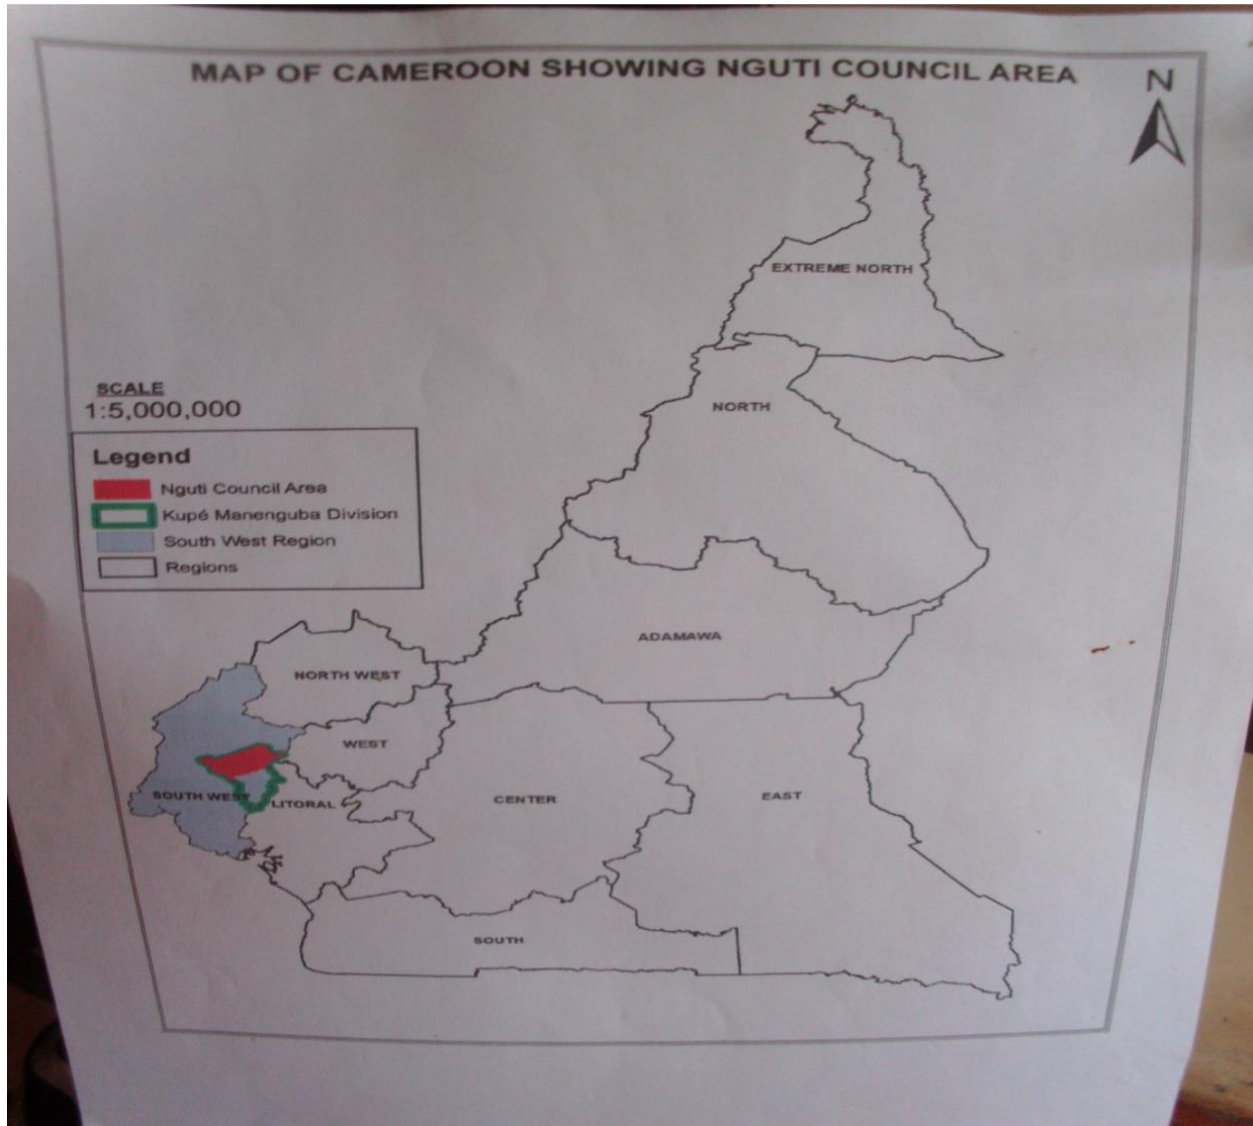 MAP OF CAMEROON SHOWING NGUTI COUNCIL AREA
N
EXTREME NORTH
SCALE
1:5,000,000
NORTH
Legend
Nguti Council Area
Kupé Manenguba Division
South West Region
Regions
ADAMAWA
NORTH WEST
WEST
SOUTH WEST
LITORAL
CENTER
EAST
SOUTH